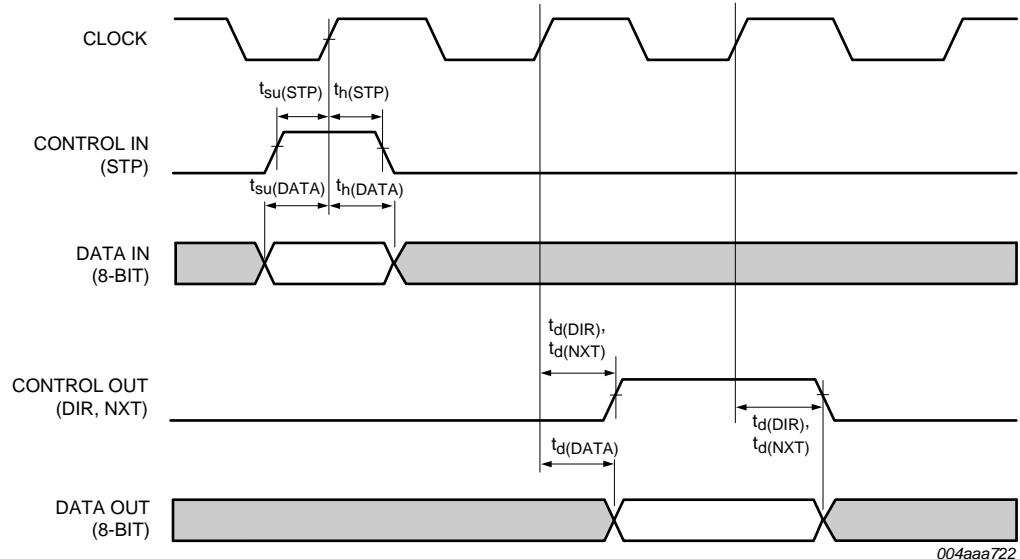 CLOCK
tsu(STP) th(STP)
CONTROL IN
(STP)
tsu(DATA) th(DATA)
DATA IN
(8-BIT)
td(DIR),
td(NXT)
CONTROL OUT
(DIR, NXT)
td(DIR),
td(NXT)
td(DATA)
DATA OUT
(8-BIT)
004aaa722